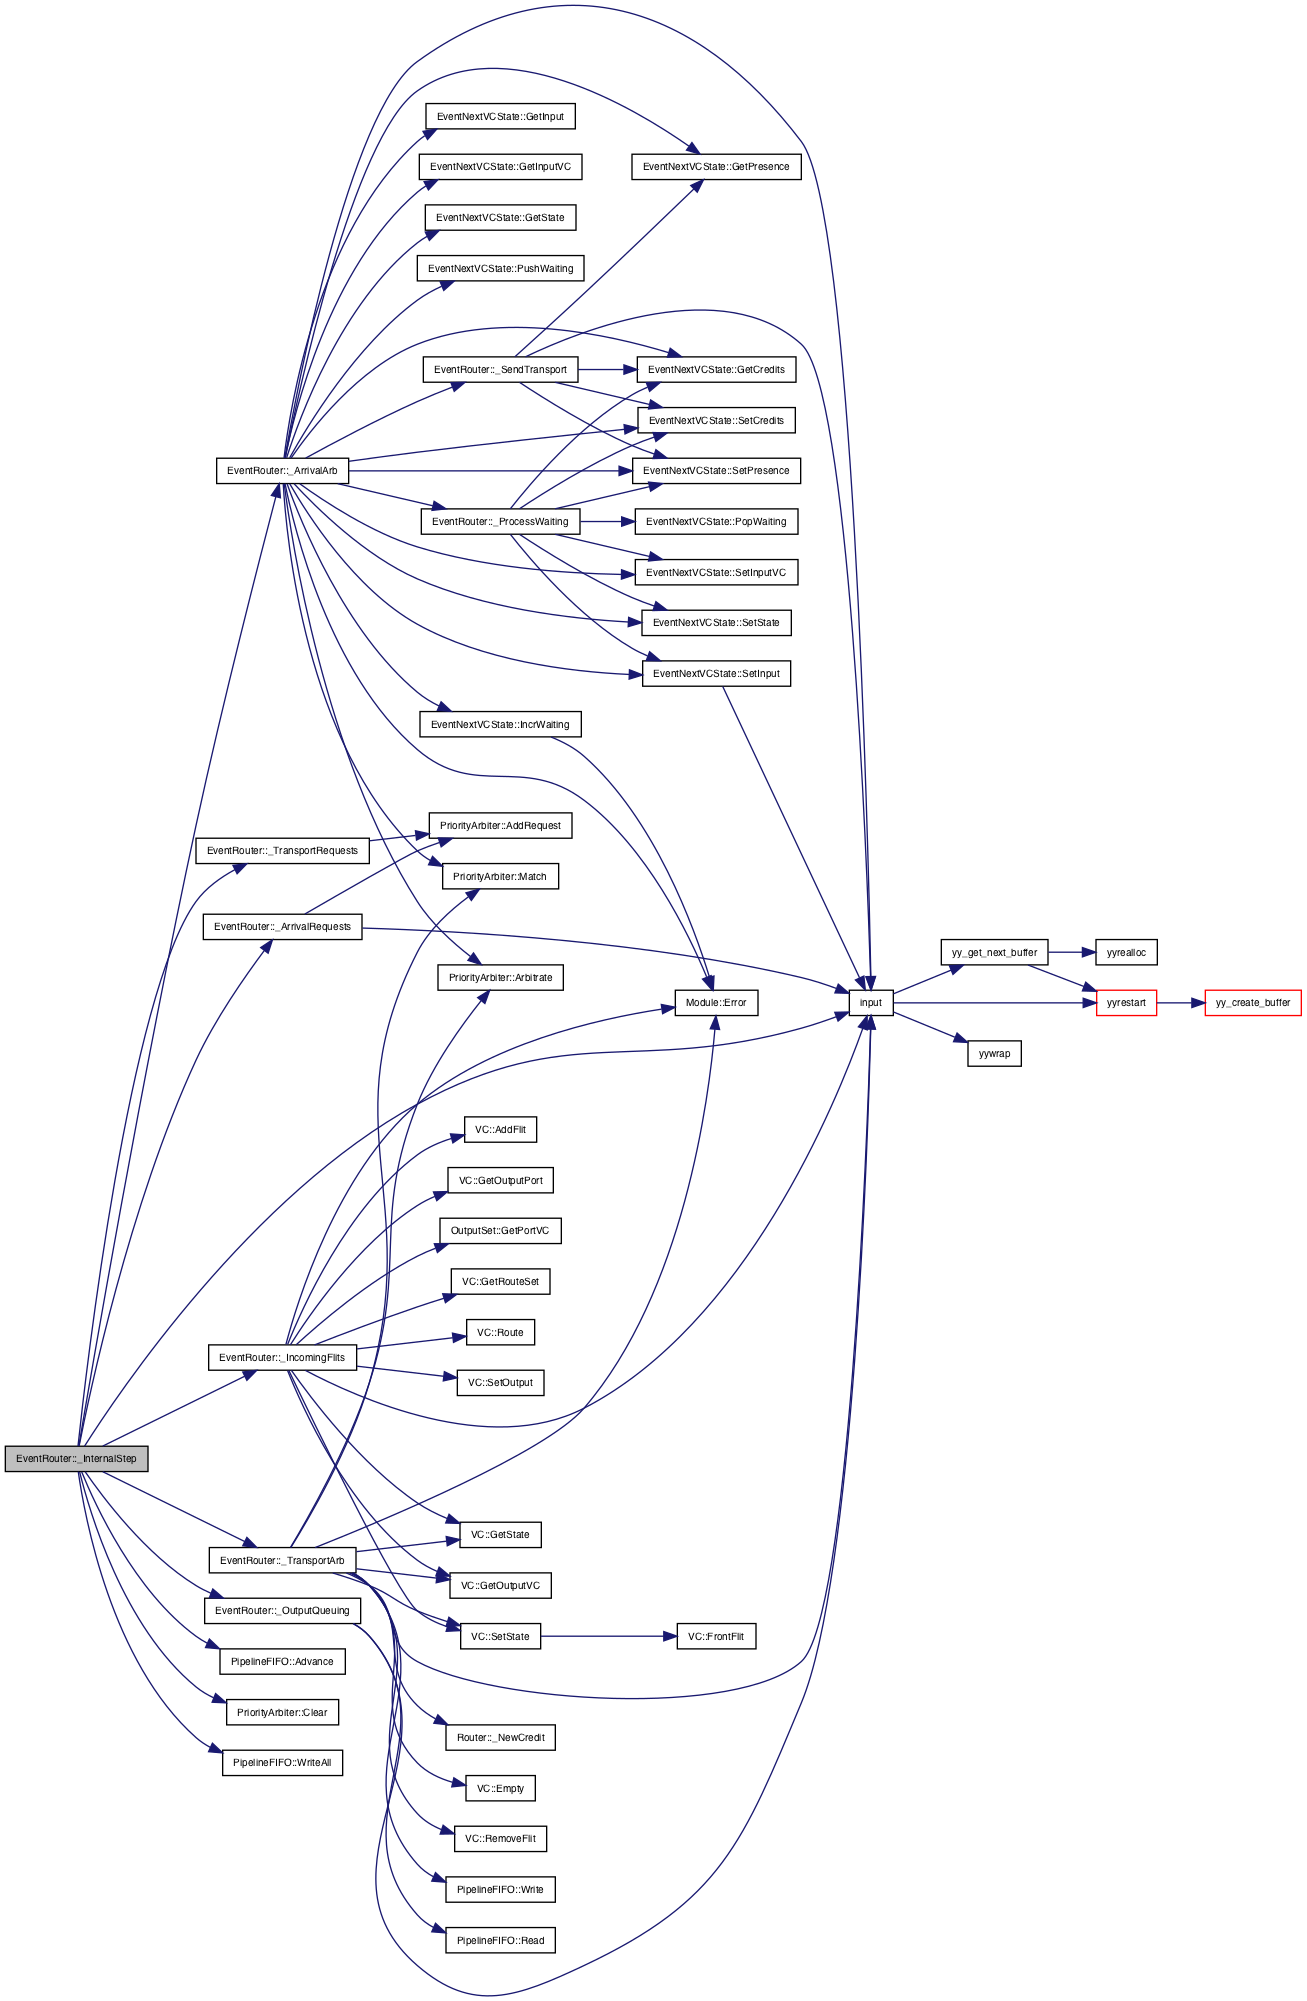 EventNextVCState::GetInput
EventNextVCState::GetInputVC
EventNextVCState::GetPresence
EventNextVCState::GetState
EventNextVCState::PushWaiting
EventRouter::_SendTransport
EventNextVCState::GetCredits
EventNextVCState::SetCredits
EventRouter::_ArrivalArb
EventNextVCState::SetPresence
EventRouter::_ProcessWaiting
EventNextVCState::PopWaiting
EventNextVCState::SetInputVC
EventNextVCState::SetState
EventNextVCState::SetInput
EventNextVCState::IncrWaiting
PriorityArbiter::AddRequest
EventRouter::_TransportRequests
PriorityArbiter::Match
EventRouter::_ArrivalRequests
yy_get_next_buffer
yyrealloc
PriorityArbiter::Arbitrate
Module::Error
input
yyrestart
yy_create_buffer
yywrap
VC::AddFlit
VC::GetOutputPort
OutputSet::GetPortVC
VC::GetRouteSet
VC::Route
EventRouter::_IncomingFlits
VC::SetOutput
EventRouter::_InternalStep
VC::GetState
EventRouter::_TransportArb
VC::GetOutputVC
EventRouter::_OutputQueuing
VC::SetState
VC::FrontFlit
PipelineFIFO::Advance
PriorityArbiter::Clear
Router::_NewCredit
PipelineFIFO::WriteAll
VC::Empty
VC::RemoveFlit
PipelineFIFO::Write
PipelineFIFO::Read